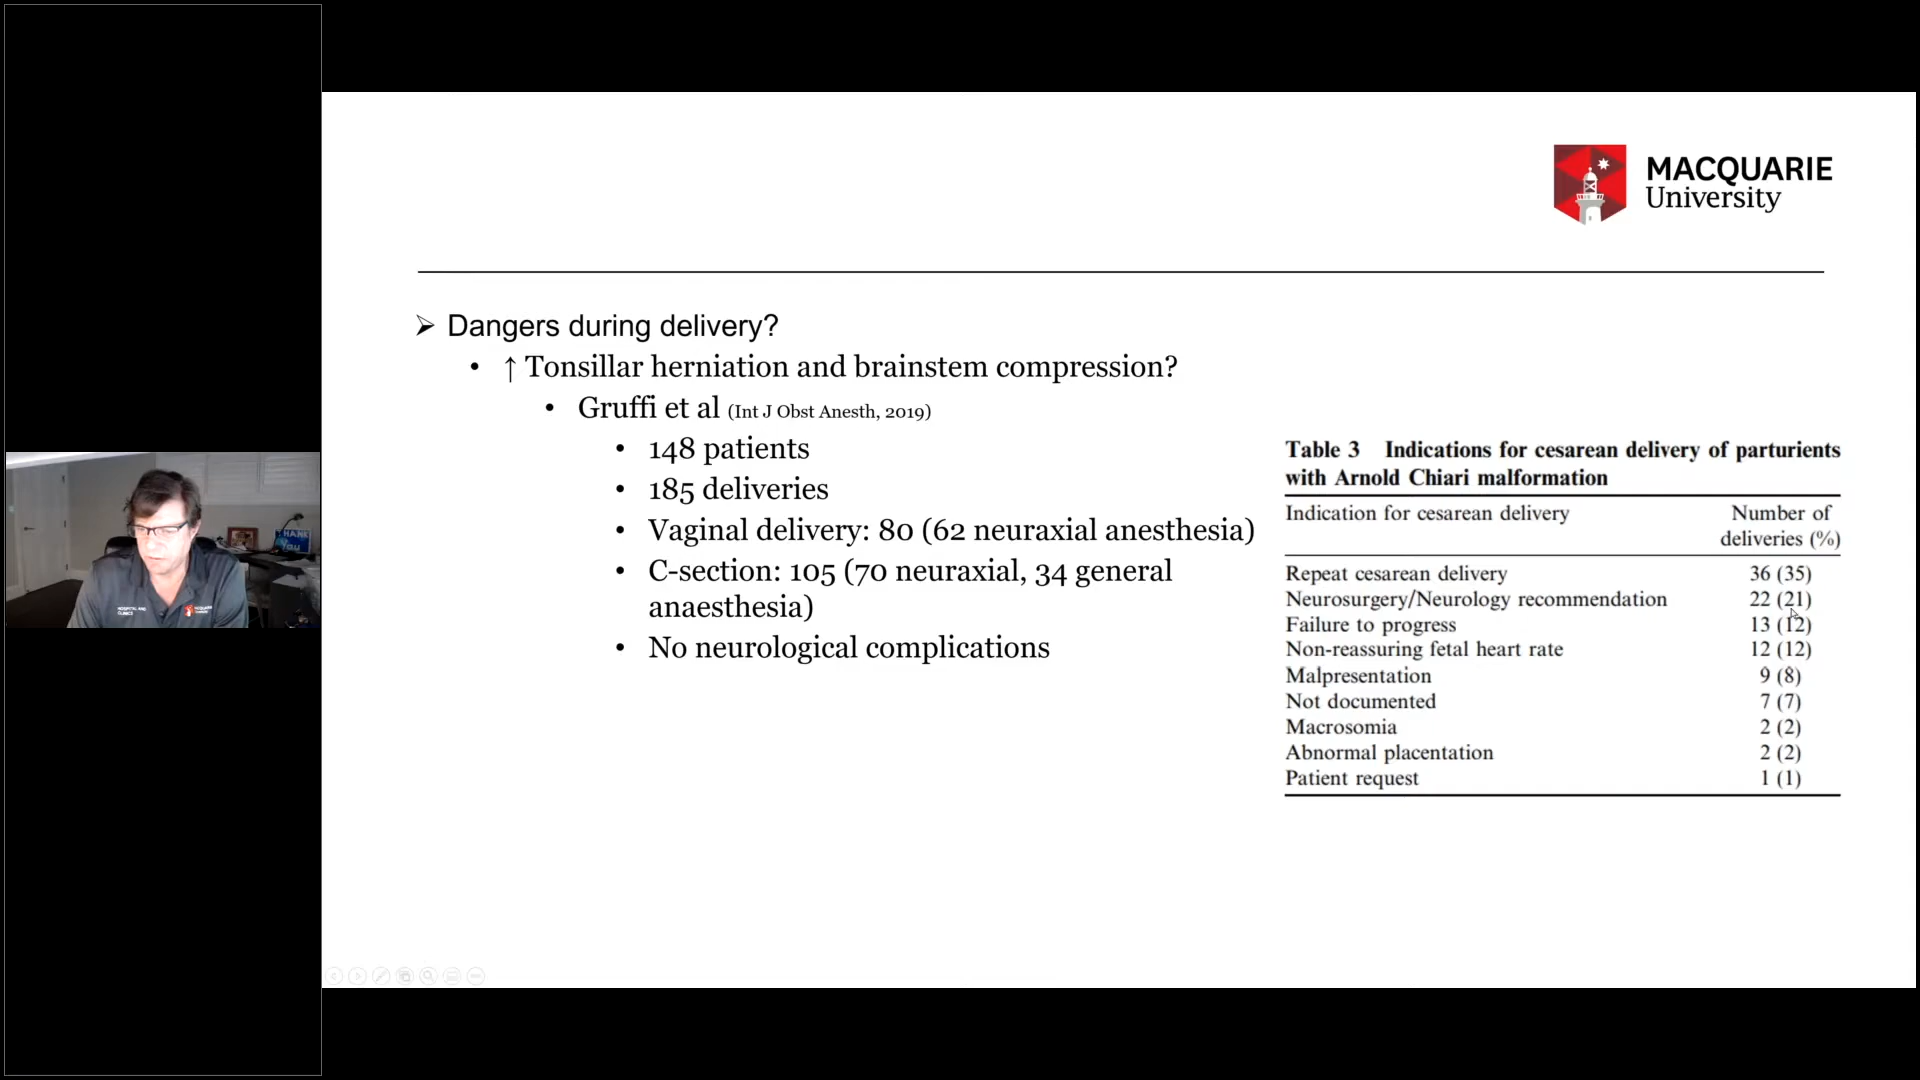 MACQUARIE
University
➢ Dangers during delivery?
• ↑ Tonsillar herniation and brainstem compression?
• Gruffi et al (Int J Obst Anesth, 2019)
• 148 patients
• 185 deliveries
• Vaginal delivery: 80 (62 neuraxial anesthesia)
• C-section: 105 (70 neuraxial, 34 general
anaesthesia)
• No neurological complications
Table 3 Indications for cesarean delivery of parturients
with Arnold Chiari malformation
Indication for cesarean delivery Number of
deliveries (%)
Repeat cesarean delivery 36 (35)
Neurosurgery/Neurology recommendation 22 (21)
Failure to progress 13 (12)
Non-reassuring fetal heart rate 12 (12)
Malpresentation 9 (8)
Not documented 7 (7)
Macrosomia 2 (2)
Abnormal placentation 2 (2)
Patient request 1 (1)